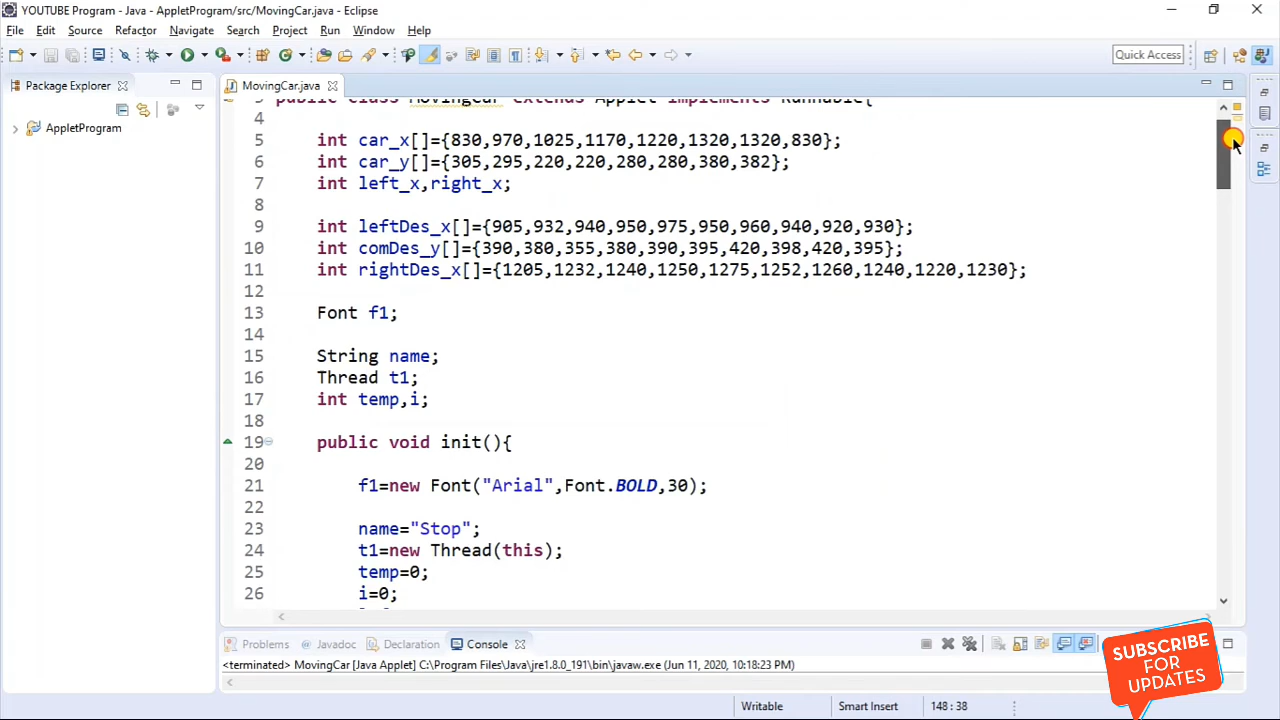 YOUTUBE Program - Java - AppletProgram/src/MovingCar.java - Eclipse
File Edit Source Refactor Navigate Search Project Run Window Help
Quick Access
Package Explorer
MovingCar.java
AppletProgram
3 public class MovingCar extends Applet implements Runnable{
4
5 int car_x[]={830,970,1025,1170,1220,1320,1320,830};
6 int car_y[]={305,295,220,220,280,280,380,382};
7 int left_x,right_x;
8
9 int leftDes_x[]={905,932,940,950,975,950,960,940,920,930};
10 int comDes_y[]={390,380,355,380,390,395,420,398,420,395};
11 int rightDes_x[]={1205,1232,1240,1250,1275,1252,1260,1240,1220,1230};
12
13 Font f1;
14
15 String name;
16 Thread t1;
17 int temp,i;
18
19 public void init(){
20
21 f1=new Font("Arial",Font.BOLD,30);
22
23 name="Stop";
24 t1=new Thread(this);
25 temp=0;
26 i=0;
Problems Javadoc Declaration Console
<terminated> MovingCar [Java Applet] C:\Program Files\Java\jre1.8.0_191\bin\javaw.exe (Jun 11, 2020, 10:18:23 PM)
SUBSCRIBE
FOR
UPDATES
Writable Smart Insert 148 : 38